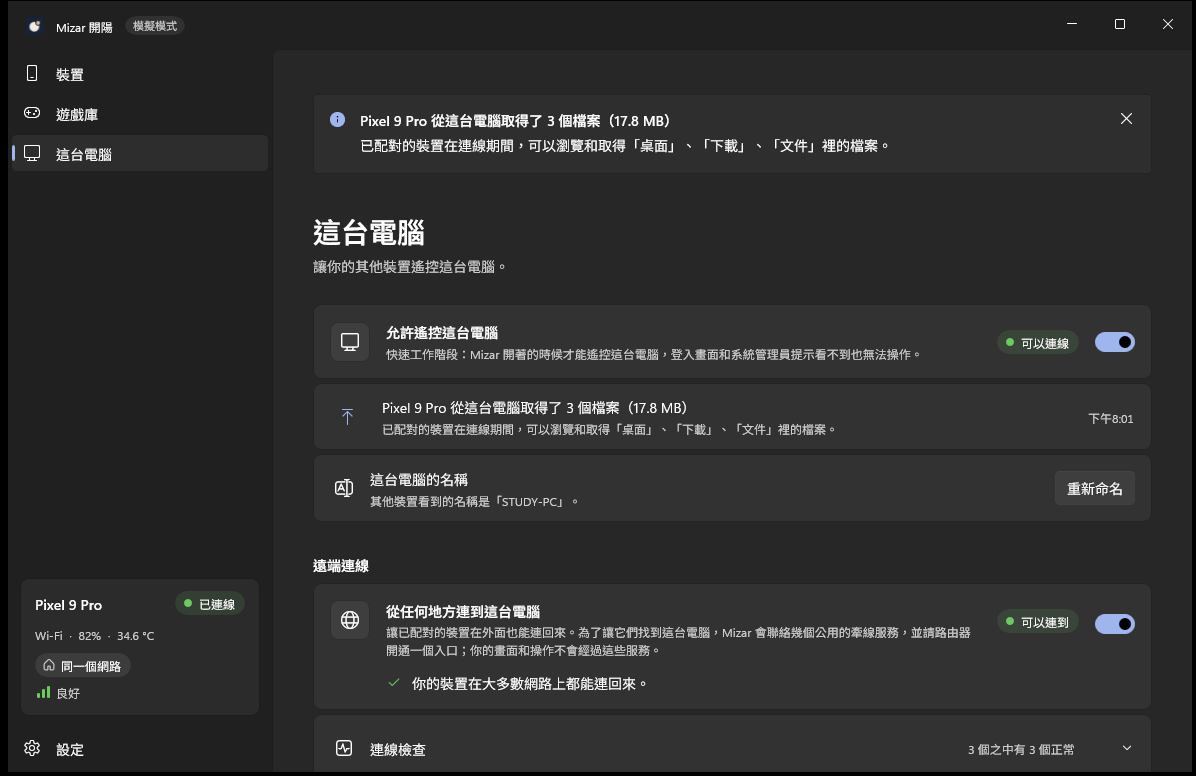 Mizar 開陽
模擬模式
裝置
遊戲庫
這台電腦
Pixel 9 Pro 從這台電腦取得了 3 個檔案（17.8 MB）
已配對的裝置在連線期間，可以瀏覽和取得「桌面」、「下載」、「文件」裡的檔案。
這台電腦
讓你的其他裝置遙控這台電腦。
允許遙控這台電腦
快速工作階段：Mizar 開著的時候才能遙控這台電腦，登入畫面和系統管理員提示看不到也無法操作。
可以連線
Pixel 9 Pro 從這台電腦取得了 3 個檔案（17.8 MB）
已配對的裝置在連線期間，可以瀏覽和取得「桌面」、「下載」、「文件」裡的檔案。
下午8:01
這台電腦的名稱
其他裝置看到的名稱是「STUDY-PC」。
重新命名
遠端連線
從任何地方連到這台電腦
讓已配對的裝置在外面也能連回來。為了讓它們找到這台電腦，Mizar 會聯絡幾個公用的牽線服務，並請路由器
開通一個入口；你的畫面和操作不會經過這些服務。
可以連到
你的裝置在大多數網路上都能連回來。
連線檢查
3 個之中有 3 個正常
Pixel 9 Pro
已連線
Wi-Fi · 82% · 34.6 °C
同一個網路
良好
設定